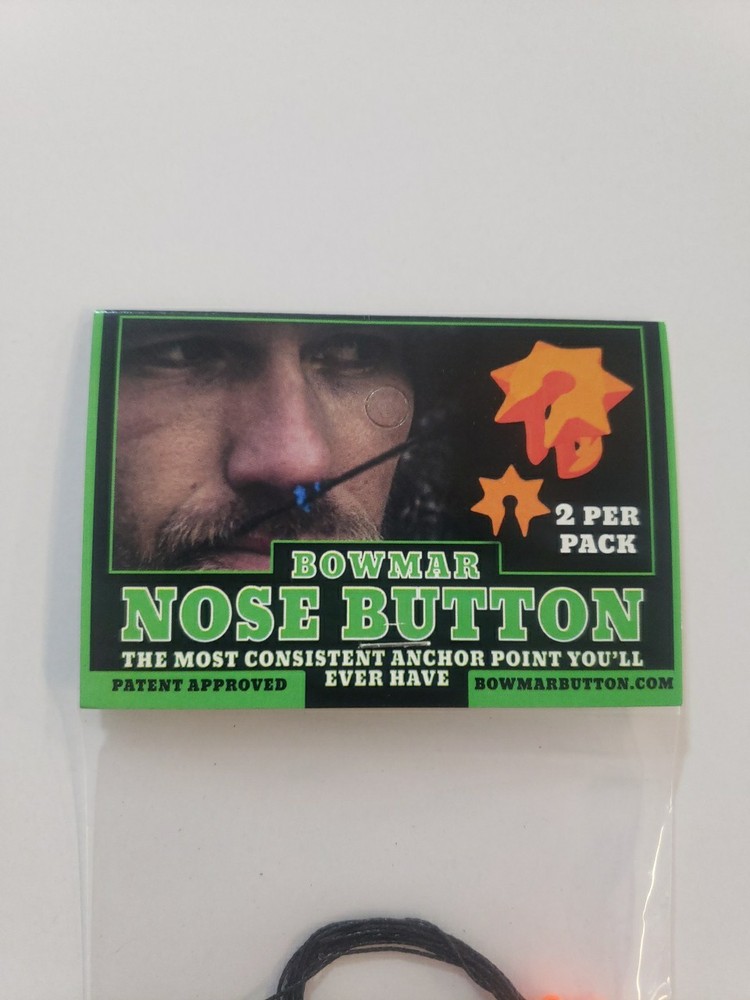 2 PER
PACK
BOWMAR
NOSE BUTTON
THE MOST CONSISTENT ANCHOR POINT YOU'LL
EVER HAVE
PATENT APPROVED
BOWMARBUTTON.COM